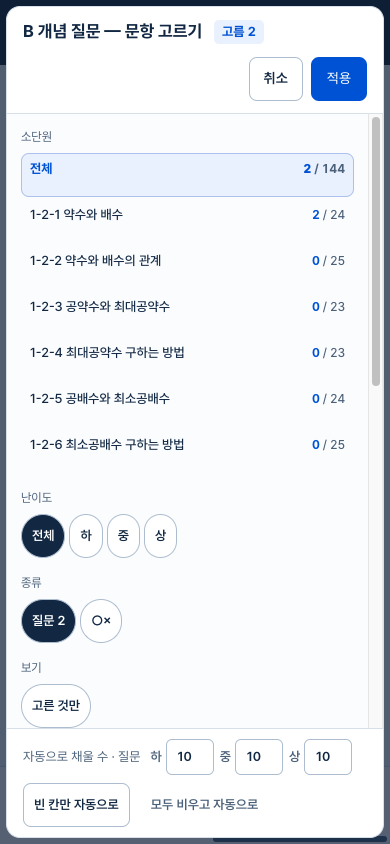 B 개념 질문 — 문항 고르기 고름 2
취소 적용
소단원
전체 2 / 144
1-2-1 약수와 배수 2 / 24
1-2-2 약수와 배수의 관계 0 / 25
1-2-3 공약수와 최대공약수 0 / 23
1-2-4 최대공약수 구하는 방법 0 / 23
1-2-5 공배수와 최소공배수 0 / 24
1-2-6 최소공배수 구하는 방법 0 / 25
난이도
전체 하 중 상
종류
질문 2 ○×
보기
고른 것만
자동으로 채울 수 · 질문 하 10 중 10 상 10
빈 칸만 자동으로 모두 비우고 자동으로